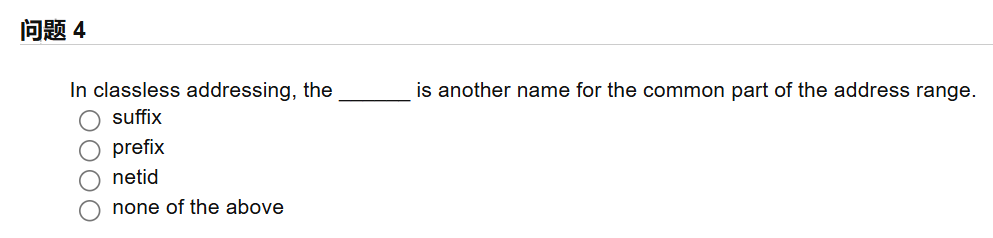 问题 4
In classless addressing, the _______ is another name for the common part of the address range.
suffix
prefix
netid
none of the above